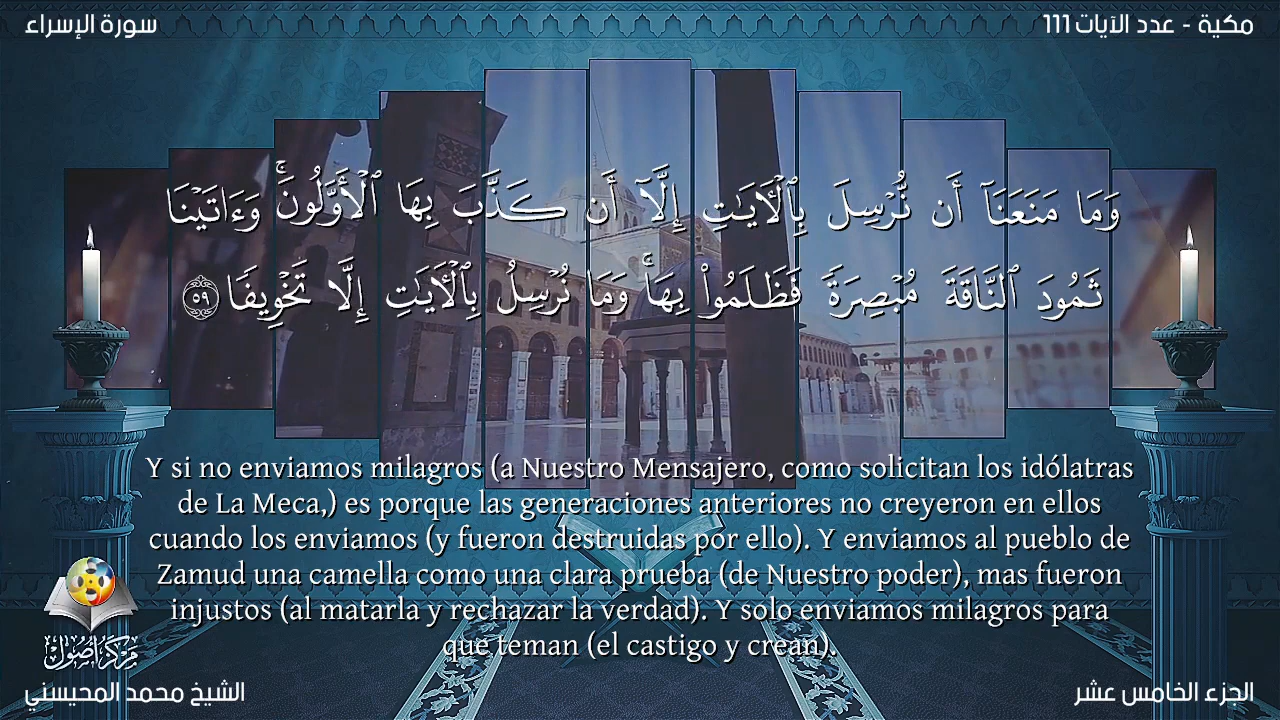 سورة الإسراء
مكية - عدد الآيات 111
وَمَا مَنَعَنَآ أَن نُّرْسِلَ بِٱلْـَٔايَـٰتِ إِلَّآ أَن كَذَّبَ بِهَا ٱلْأَوَّلُونَ ۚ وَءَاتَيْنَا
ثَمُودَ ٱلنَّاقَةَ مُبْصِرَةً فَظَلَمُوا۟ بِهَا ۚ وَمَا نُرْسِلُ بِٱلْـَٔايَـٰتِ إِلَّا تَخْوِيفًا ٥٩
Y si no enviamos milagros (a Nuestro Mensajero, como solicitan los idólatras
de La Meca,) es porque las generaciones anteriores no creyeron en ellos
cuando los enviamos (y fueron destruidas por ello). Y enviamos al pueblo de
Zamud una camella como una clara prueba (de Nuestro poder), mas fueron
injustos (al matarla y rechazar la verdad). Y solo enviamos milagros para
que teman (el castigo y crean).
مركز أصول
الشيخ محمد المحيسني
الجزء الخامس عشر